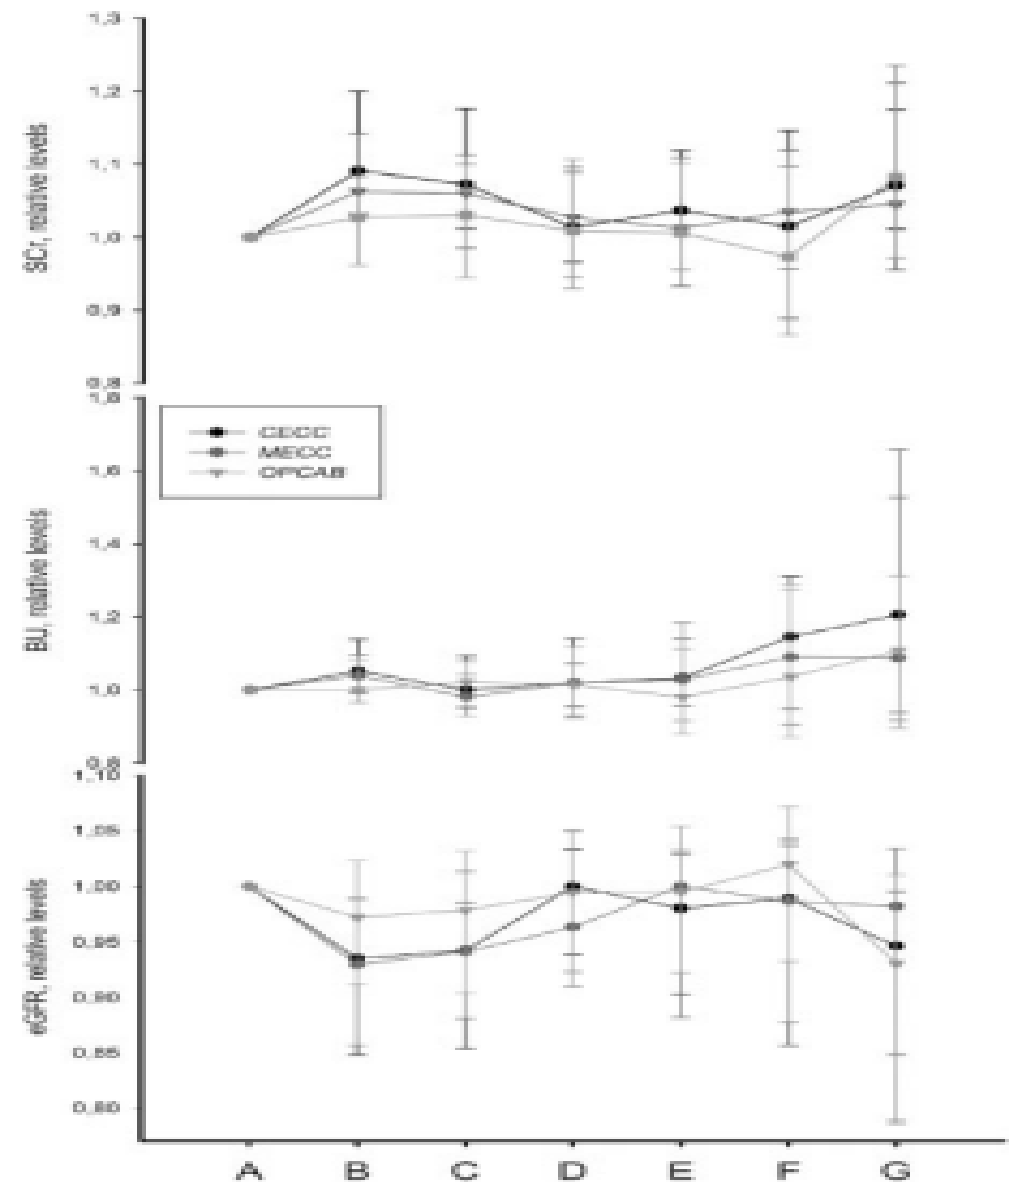 1,3
1,2
1,1
1,0
0,9
0,8
SCr, relative levels
1,8
1,6
1,4
1,2
1,0
0,8
BU, relative levels
CECC
MECC
OPCAB
1,10
1,05
1,00
0,95
0,90
0,85
0,80
eGFR, relative levels
A B C D E F G